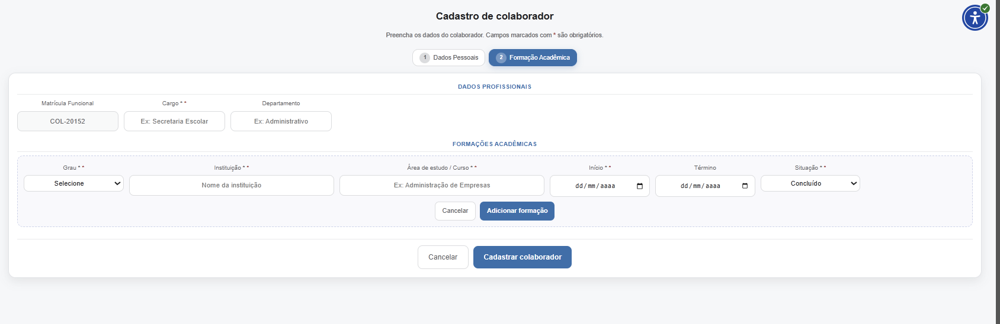 Cadastro de colaborador
Preencha os dados do colaborador. Campos marcados com * são obrigatórios.
1 Dados Pessoais 2 Formação Acadêmica
DADOS PROFISSIONAIS
Matrícula Funcional Cargo * * Departamento
COL-20152 Ex: Secretaria Escolar Ex: Administrativo
FORMAÇÕES ACADÊMICAS
Grau * * Instituição * * Área de estudo / Curso * * Início * * Término Situação * *
Selecione Nome da instituição Ex: Administração de Empresas dd/mm/aaaa dd/mm/aaaa Concluído
Cancelar Adicionar formação
Cancelar Cadastrar colaborador